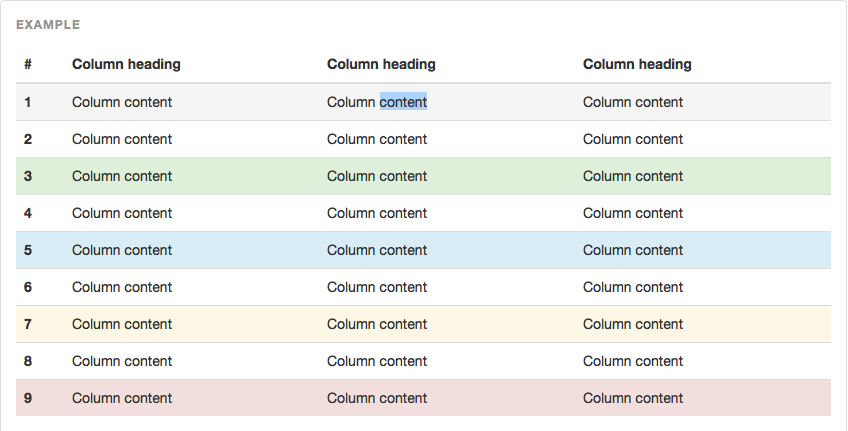 EXAMPLE
# Column heading Column heading Column heading
1 Column content Column content Column content
2 Column content Column content Column content
3 Column content Column content Column content
4 Column content Column content Column content
5 Column content Column content Column content
6 Column content Column content Column content
7 Column content Column content Column content
8 Column content Column content Column content
9 Column content Column content Column content